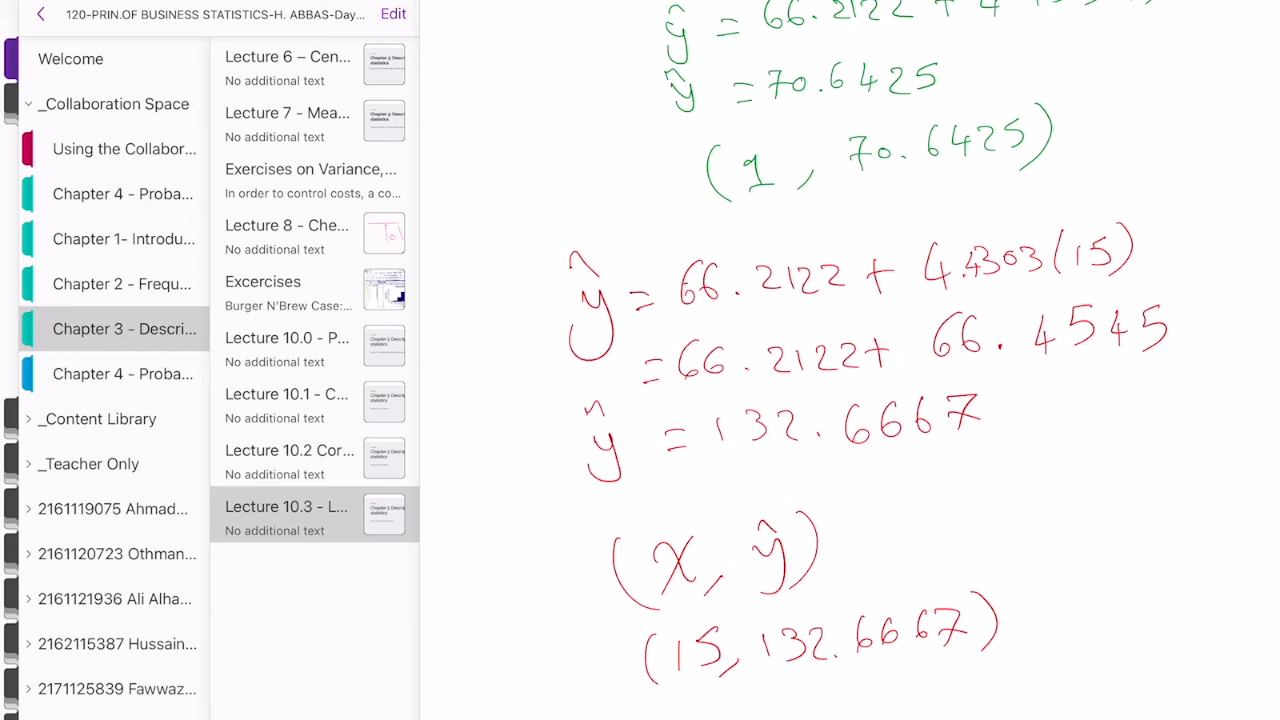 120-PRIN.OF BUSINESS STATISTICS-H. ABBAS-Day...
Edit
Welcome
_Collaboration Space
Using the Collabor...
Chapter 4 - Proba...
Chapter 1- Introdu...
Chapter 2 - Frequ...
Chapter 3 - Descri...
Chapter 4 - Proba...
_Content Library
_Teacher Only
2161119075 Ahmad...
2161120723 Othman...
2161121936 Ali Alha...
2162115387 Hussain...
2171125839 Fawwaz...
Lecture 6 – Cen...
No additional text
Lecture 7 - Mea...
No additional text
Exercises on Variance,...
In order to control costs, a co...
Lecture 8 - Che...
No additional text
Excercises
Burger N'Brew Case:...
Lecture 10.0 - P...
No additional text
Lecture 10.1 - C...
No additional text
Lecture 10.2 Cor...
No additional text
Lecture 10.3 - L...
No additional text
ŷ = 66.2122 +
ŷ = 70.6425
(1, 70.6425)
ŷ = 66.2122 + 4.4303(15)
= 66.2122 + 66.4545
ŷ = 132.6667
(x, ŷ)
(15, 132.6667)